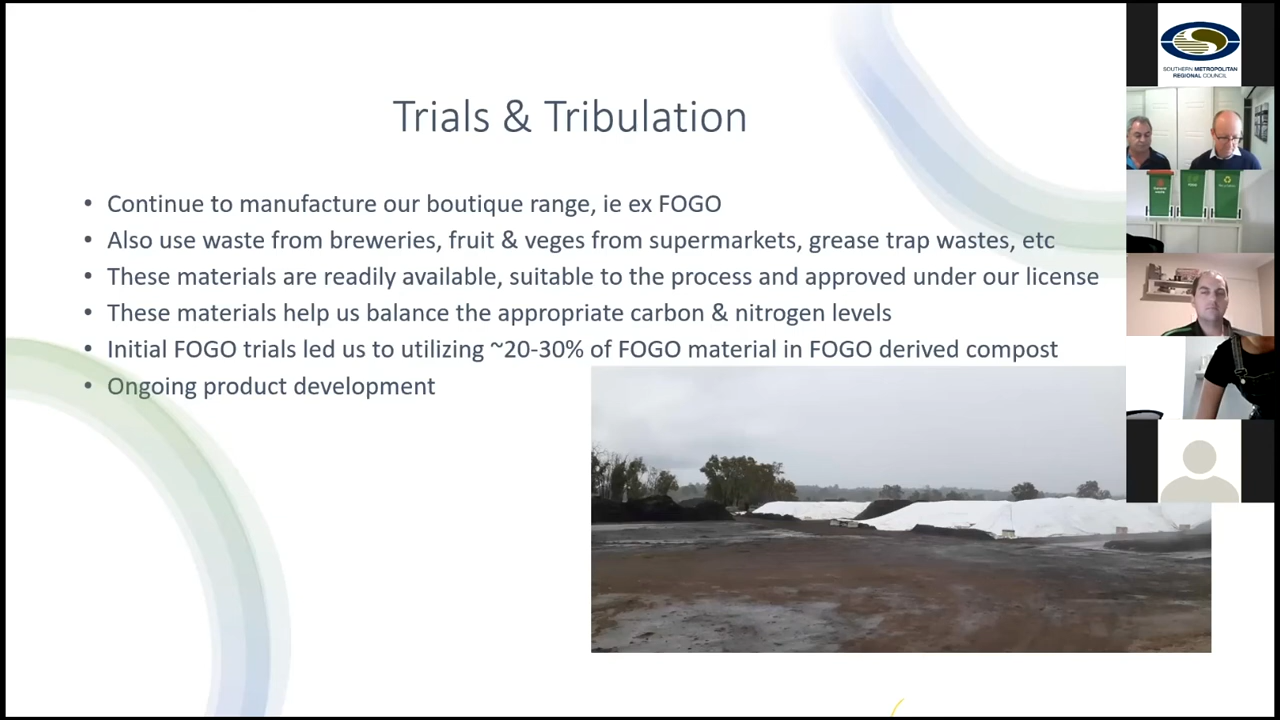 Trials & Tribulation
• Continue to manufacture our boutique range, ie ex FOGO
• Also use waste from breweries, fruit & veges from supermarkets, grease trap wastes, etc
• These materials are readily available, suitable to the process and approved under our license
• These materials help us balance the appropriate carbon & nitrogen levels
• Initial FOGO trials led us to utilizing ~20-30% of FOGO material in FOGO derived compost
• Ongoing product development
SOUTHERN METROPOLITAN
REGIONAL COUNCIL